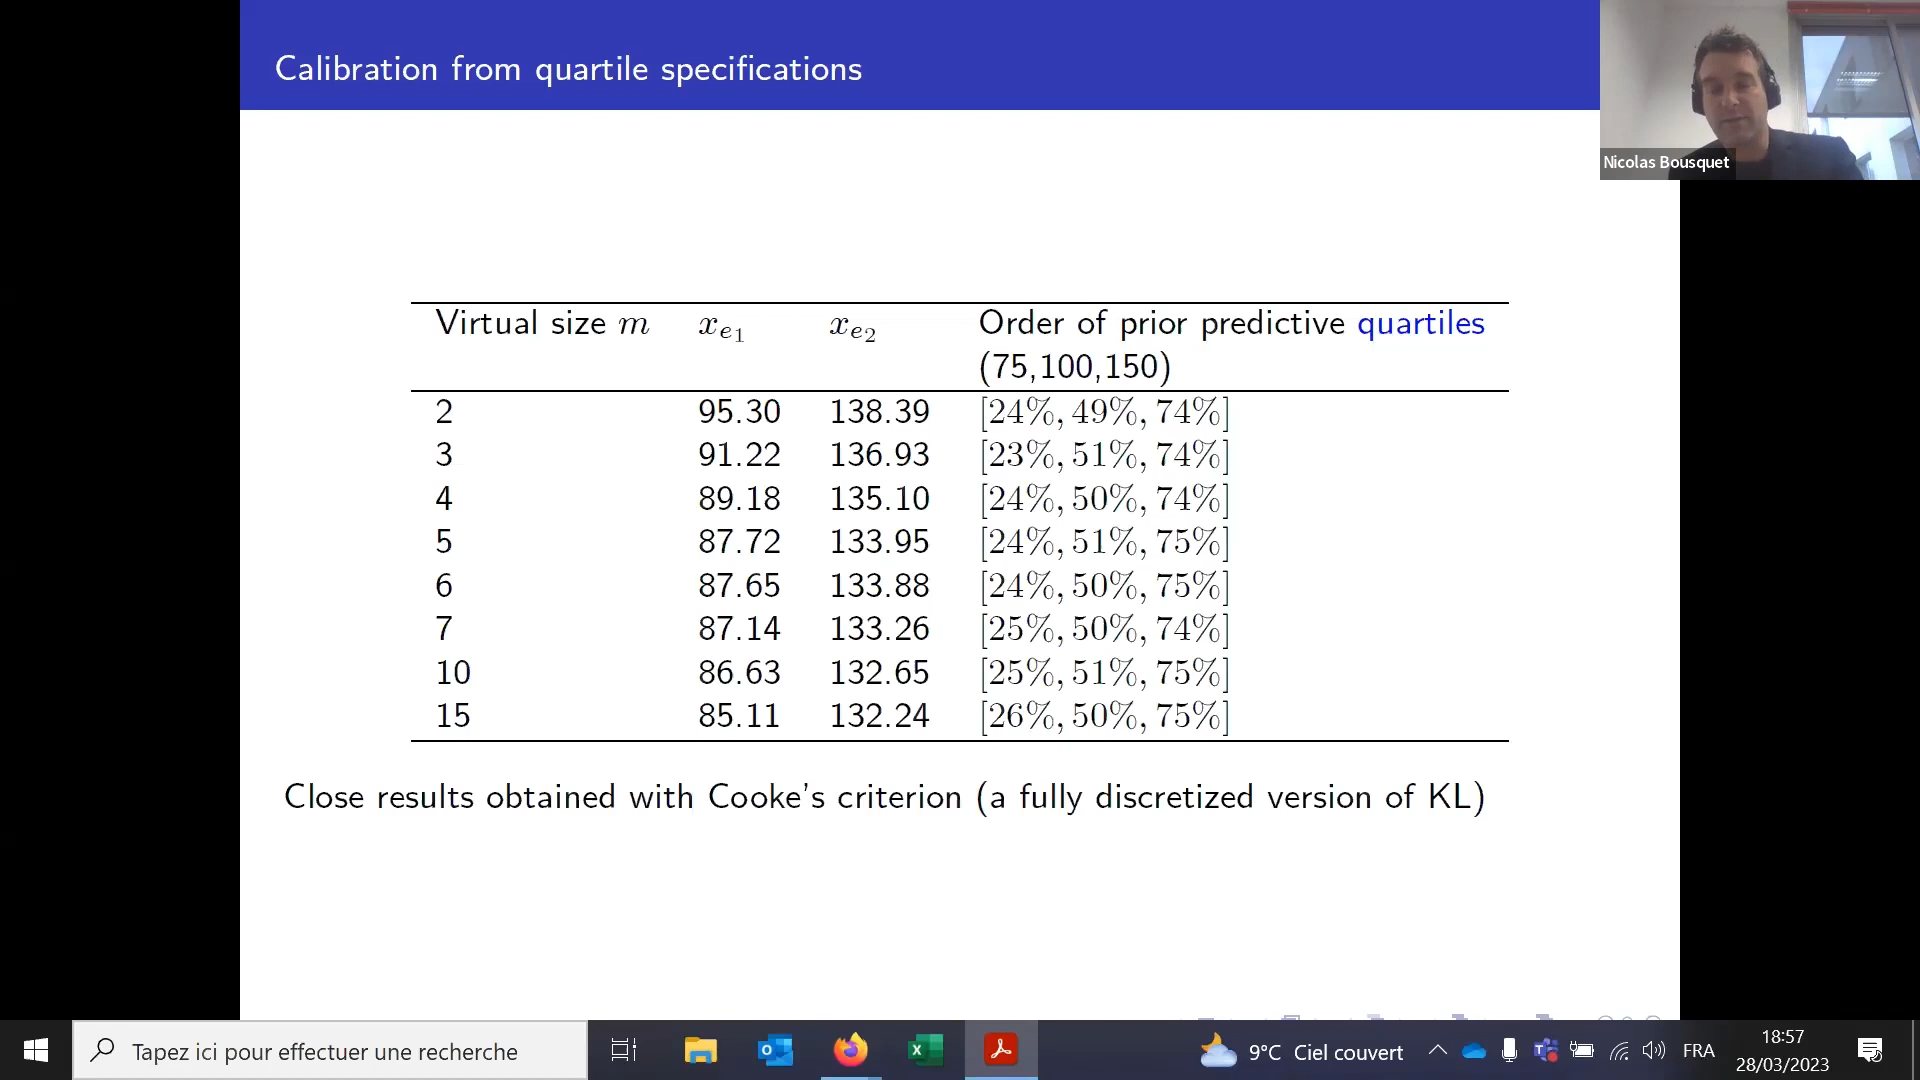 Calibration from quartile specifications
Nicolas Bousquet
Virtual size m x_{e_1} x_{e_2} Order of prior predictive quartiles
(75,100,150)
2 95.30 138.39 [24%, 49%, 74%]
3 91.22 136.93 [23%, 51%, 74%]
4 89.18 135.10 [24%, 50%, 74%]
5 87.72 133.95 [24%, 51%, 75%]
6 87.65 133.88 [24%, 50%, 75%]
7 87.14 133.26 [25%, 50%, 74%]
10 86.63 132.65 [25%, 51%, 75%]
15 85.11 132.24 [26%, 50%, 75%]
Close results obtained with Cooke's criterion (a fully discretized version of KL)
Tapez ici pour effectuer une recherche
9°C Ciel couvert
FRA
18:57
28/03/2023